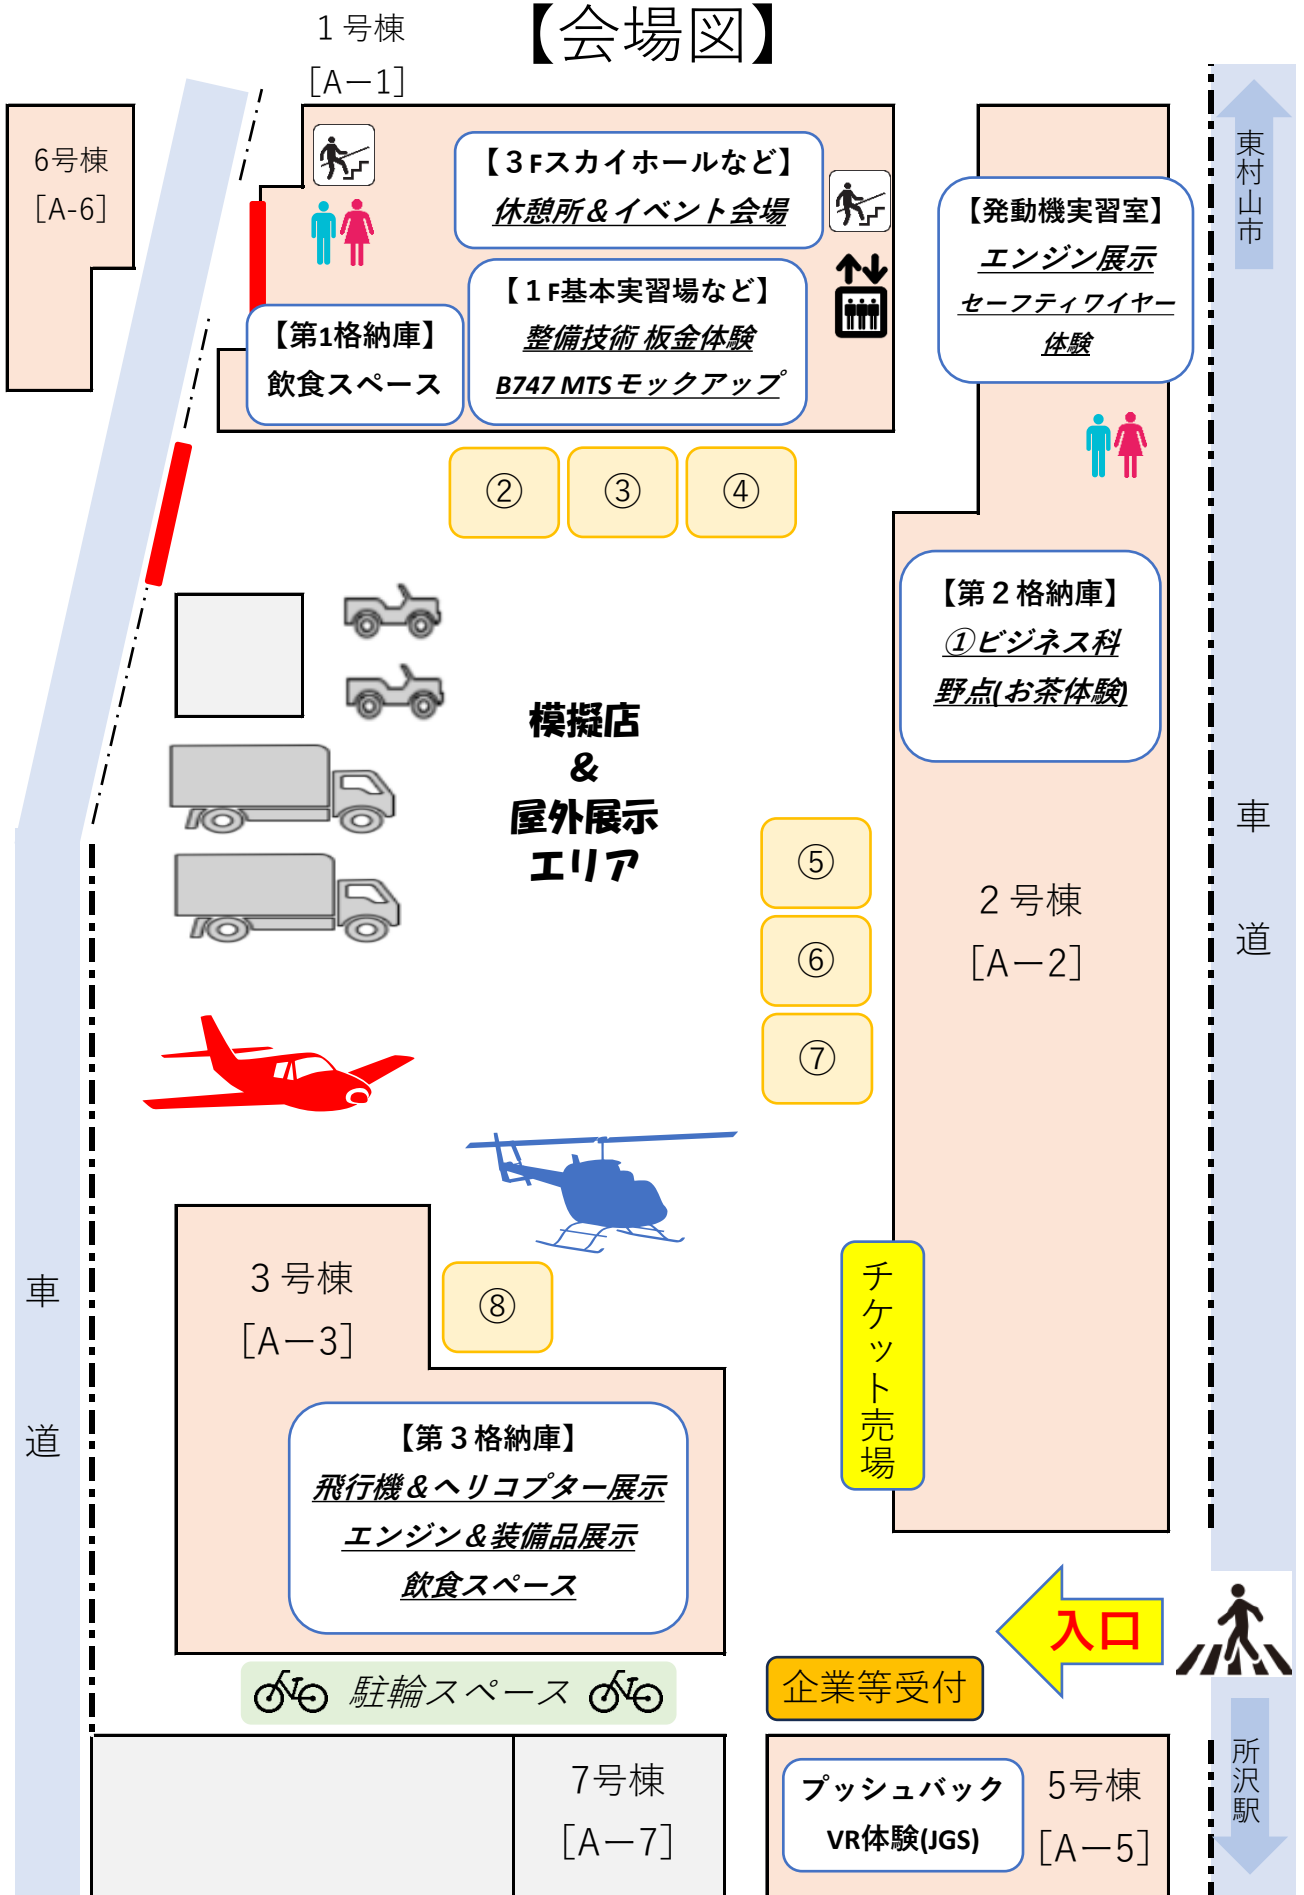 【会場図】
１号棟
［A－1］
6号棟
［A-6］
【３Fスカイホールなど】
休憩所＆イベント会場
【１F基本実習場など】
整備技術 板金体験
B747 MTSモックアップ
【第1格納庫】
飲食スペース
【発動機実習室】
エンジン展示
セーフティワイヤー
体験
東村山市
②
③
④
【第２格納庫】
①ビジネス科
野点(お茶体験)
模擬店
&
屋外展示
エリア
⑤
⑥
⑦
２号棟
［A－2］
車道
３号棟
［A－3］
⑧
チケット売場
車道
【第３格納庫】
飛行機＆ヘリコプター展示
エンジン＆装備品展示
飲食スペース
入口
駐輪スペース
企業等受付
7号棟
［A－7］
プッシュバック
VR体験(JGS)
5号棟
［A－5］
所沢駅